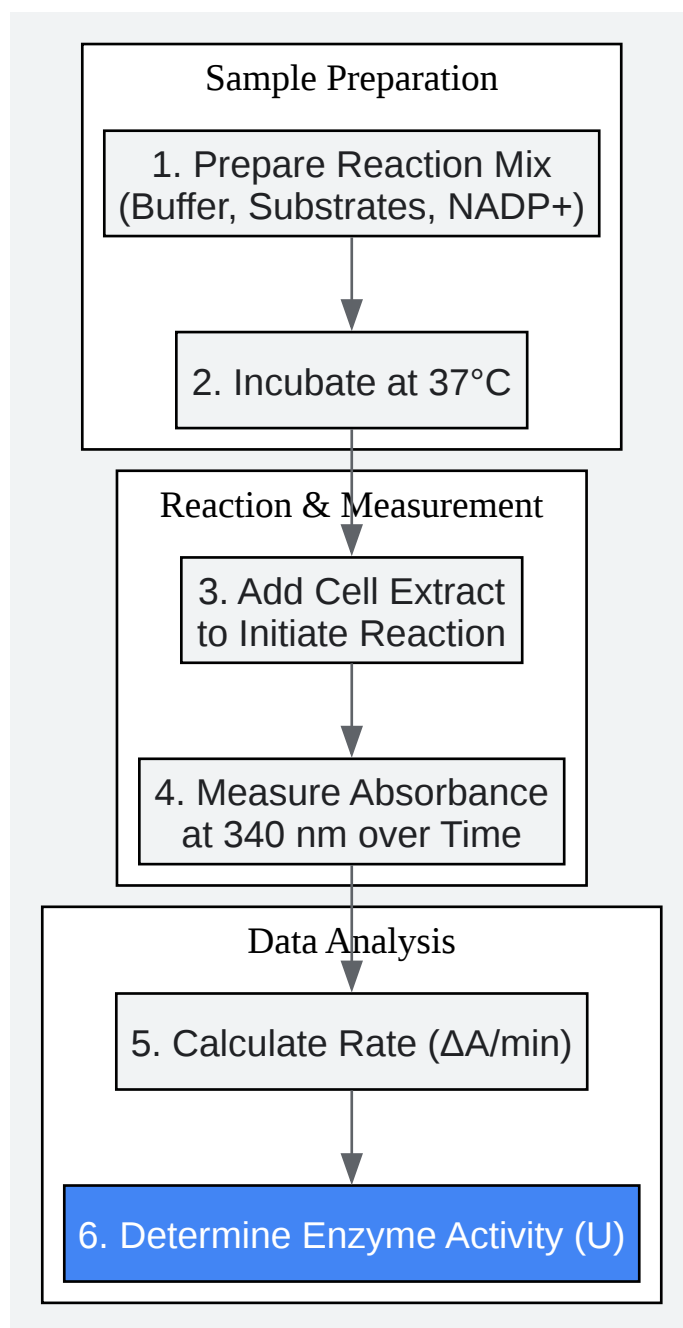 Sample Preparation
1. Prepare Reaction Mix
(Buffer, Substrates, NADP+)
2. Incubate at 37°C
Reaction & Measurement
3. Add Cell Extract
to Initiate Reaction
4. Measure Absorbance
at 340 nm over Time
Data Analysis
5. Calculate Rate (ΔA/min)
6. Determine Enzyme Activity (U)